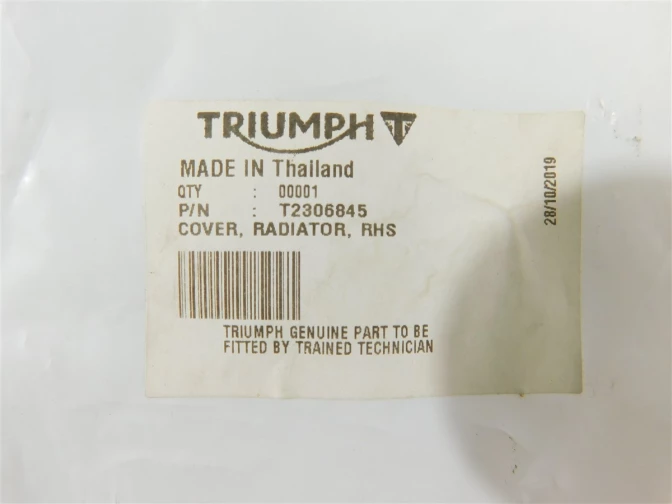 TRIUMPH
MADE IN Thailand
QTY : 00001
P/N : T2306845
COVER, RADIATOR, RHS
TRIUMPH GENUINE PART TO BE
FITTED BY TRAINED TECHNICIAN
28/10/2019